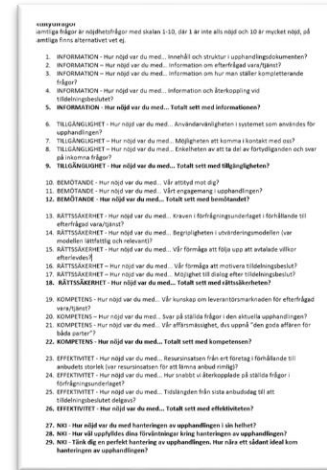 Enkätfrågor
Samtliga frågor är nöjdhetsfrågor med skalan 1-10, där 1 är inte alls nöjd och 10 är mycket nöjd, på
samtliga finns alternativet vet ej.
1. INFORMATION - Hur nöjd var du med... Innehåll och struktur i upphandlingsdokumenten?
2. INFORMATION - Hur nöjd var du med... Information om efterfrågad vara/tjänst?
3. INFORMATION - Hur nöjd var du med... Information om hur man ställer kompletterande
frågor?
4. INFORMATION - Hur nöjd var du med... Information och återkoppling vid
tilldelningsbeslutet?
5. INFORMATION - Hur nöjd var du med... Totalt sett med informationen?
6. TILLGÄNGLIGHET - Hur nöjd var du med... Användarvänligheten i systemet som användes för
upphandlingen?
7. TILLGÄNGLIGHET – Hur nöjd var du med... Möjligheten att komma i kontakt med oss?
8. TILLGÄNGLIGHET - Hur nöjd var du med... Enkelheten av att ta del av förtydliganden och svar
på inkomna frågor?
9. TILLGÄNGLIGHET - Hur nöjd var du med... Totalt sett med tillgängligheten?
10. BEMÖTANDE - Hur nöjd var du med... Vår attityd mot dig?
11. BEMÖTANDE - Hur nöjd var du med... Vårt engagemang i upphandlingen?
12. BEMÖTANDE - Hur nöjd var du med... Totalt sett med bemötandet?
13. RÄTTSSÄKERHET - Hur nöjd var du med... Kraven i förfrågningsunderlaget i förhållande till
efterfrågad vara/tjänst?
14. RÄTTSSÄKERHET - Hur nöjd var du med... Begripligheten i utvärderingsmodellen (var
modellen lättfattlig och relevant)?
15. RÄTTSSÄKERHET - Hur nöjd var du med... Vår förmåga att följa upp att avtalade villkor
efterlevdes?
16. RÄTTSSÄKERHET – Hur nöjd var du med... Vår förmåga att motivera tilldelningsbeslut?
17. RÄTTSSÄKERHET - Hur nöjd var du med... Möjlighet till dialog efter tilldelningsbeslut?
18. RÄTTSSÄKERHET - Hur nöjd var du med... Totalt sett med rättssäkerheten?
19. KOMPETENS - Hur nöjd var du med... Vår kunskap om leverantörsmarknaden för efterfrågad
vara/tjänst?
20. KOMPETENS – Hur nöjd var du med... Svar på ställda frågor i den aktuella upphandlingen?
21. KOMPETENS - Hur nöjd var du med... Vår affärsmässighet, dvs uppnå "den goda affären för
båda parter"?
22. KOMPETENS - Hur nöjd var du med... Totalt sett med kompetensen?
23. EFFEKTIVITET - Hur nöjd var du med... Resursinsatsen från ert företag i förhållande till
anbudets storlek (var resursinsatsen för att lämna anbud rimlig)?
24. EFFEKTIVITET - Hur nöjd var du med... Hur snabbt vi återkopplade på ställda frågor i
förfrågningsunderlaget?
25. EFFEKTIVITET - Hur nöjd var du med... Tidslängden från sista anbudsdag till att
tilldelningsbeslutet delgavs?
26. EFFEKTIVITET - Hur nöjd var du med... Totalt sett med effektiviteten?
27. NKI - Hur nöjd var du med hanteringen av upphandlingen i sin helhet?
28. NKI - Hur väl uppfylldes dina förväntningar kring hanteringen av upphandlingen?
29. NKI - Tänk dig en perfekt hantering av upphandlingen. Hur nära ett sådant ideal kom
hanteringen av upphandlingen?